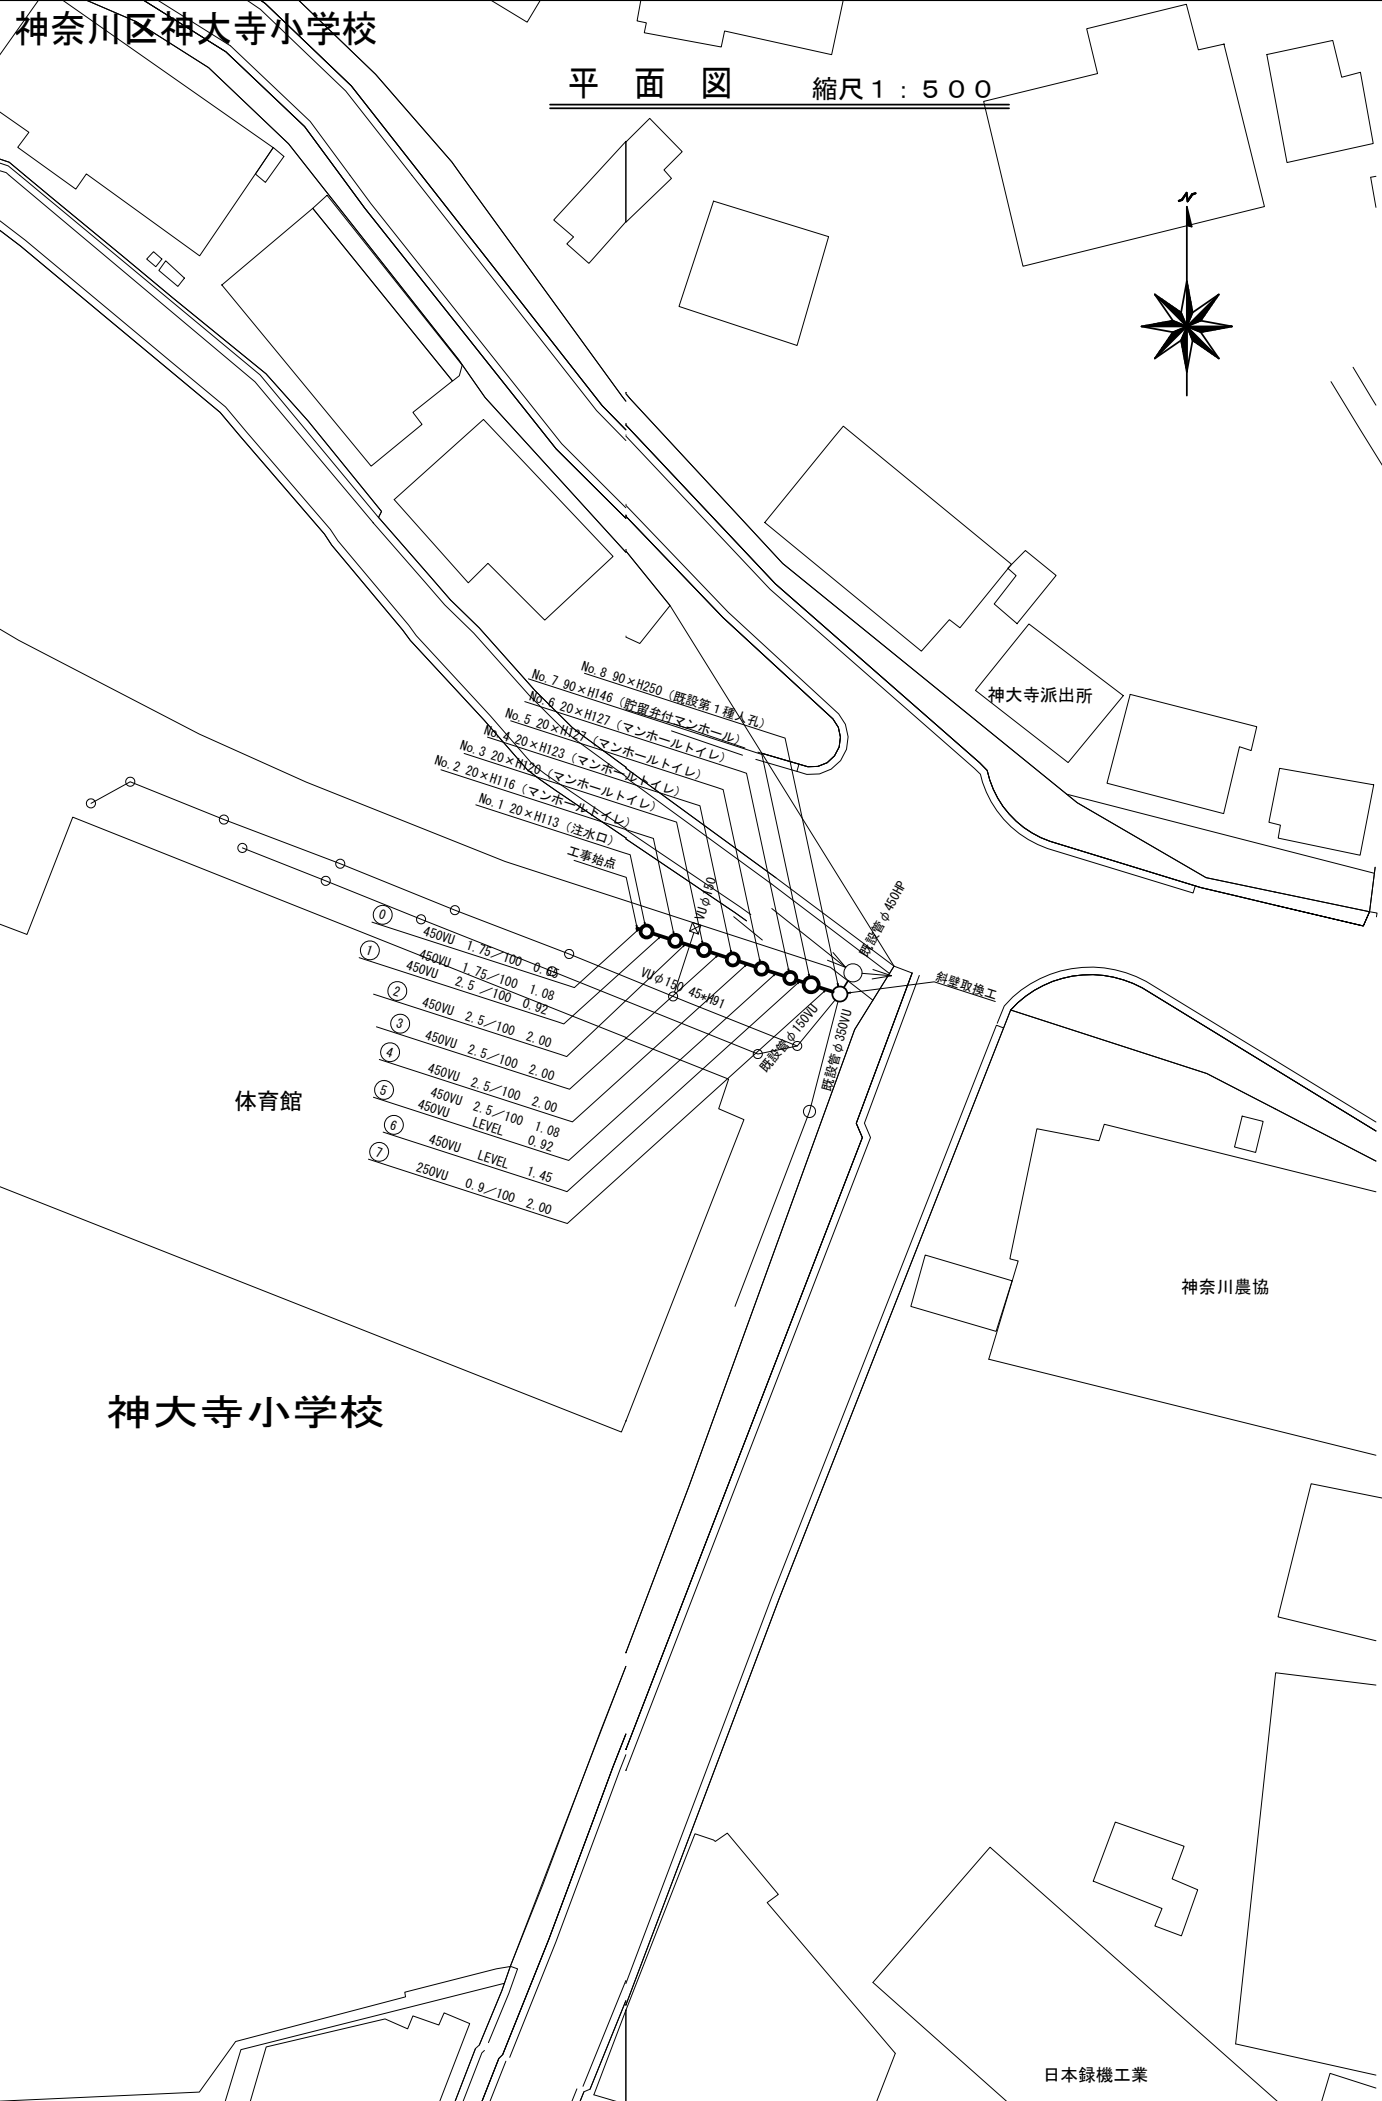 神奈川区神大寺小学校
平面図 縮尺1:500
N
No.8 90×H250 (既設第1種人孔)
No.7 90×H146 (貯留弁付マンホール)
No.6 20×H127 (マンホールトイレ)
No.5 20×H127 (マンホールトイレ)
No.4 20×H123 (マンホールトイレ)
No.3 20×H120 (マンホールトイレ)
No.2 20×H116 (マンホールトイレ)
No.1 20×H113 (注水口)
工事始点
神大寺派出所
VUφ150
既設管φ450HP
斜壁取換工
VUφ150 45*H91
既設管φ150VU
既設管φ350VU
⓪ 450VU 1.75/100 0.65
① 450VU 1.75/100 1.08
450VU 2.5/100 0.92
② 450VU 2.5/100 2.00
③ 450VU 2.5/100 2.00
④ 450VU 2.5/100 2.00
⑤ 450VU 2.5/100 1.08
450VU LEVEL 0.92
⑥ 450VU LEVEL 1.45
⑦ 250VU 0.9/100 2.00
体育館
神奈川農協
神大寺小学校
日本録機工業